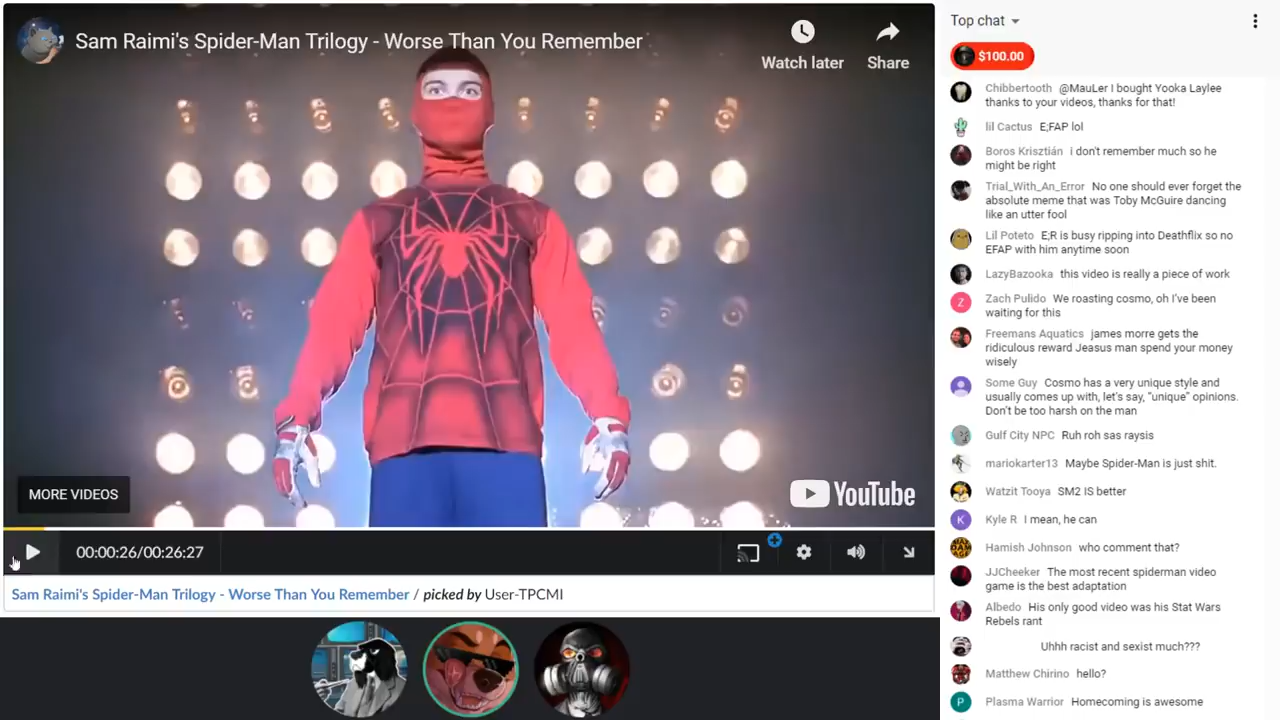 Sam Raimi's Spider-Man Trilogy - Worse Than You Remember
Watch later
Share
MORE VIDEOS
YouTube
00:00:26/00:26:27
Sam Raimi's Spider-Man Trilogy - Worse Than You Remember / picked by User-TPCMI
Top chat
$100.00
Chibbertooth @MauLer I bought Yooka Laylee
thanks to your videos, thanks for that!
lil Cactus E;FAP lol
Boros Krisztián i don't remember much so he
might be right
Trial_With_An_Error No one should ever forget the
absolute meme that was Toby McGuire dancing
like an utter fool
Lil Poteto E;R is busy ripping into Deathflix so no
EFAP with him anytime soon
LazyBazooka this video is really a piece of work
Z
Zach Pulido We roasting cosmo, oh I've been
waiting for this
Freemans Aquatics james morre gets the
ridiculous reward Jeasus man spend your money
wisely
Some Guy Cosmo has a very unique style and
usually comes up with, let's say, "unique" opinions.
Don't be too harsh on the man
Gulf City NPC Ruh roh sas raysis
mariokarter13 Maybe Spider-Man is just shit.
Watzit Tooya SM2 IS better
K
Kyle R I mean, he can
Hamish Johnson who comment that?
JJCheeker The most recent spiderman video
game is the best adaptation
Albedo His only good video was his Stat Wars
Rebels rant
Uhhh racist and sexist much???
Matthew Chirino hello?
P
Plasma Warrior Homecoming is awesome